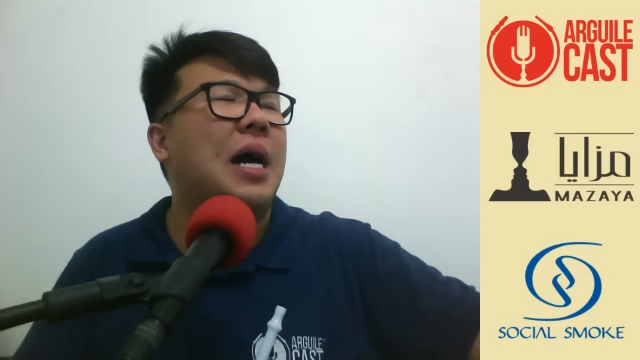 ARGUILE
CAST
مزايا
MAZAYA
SOCIAL SMOKE
ARGUILE
CAST